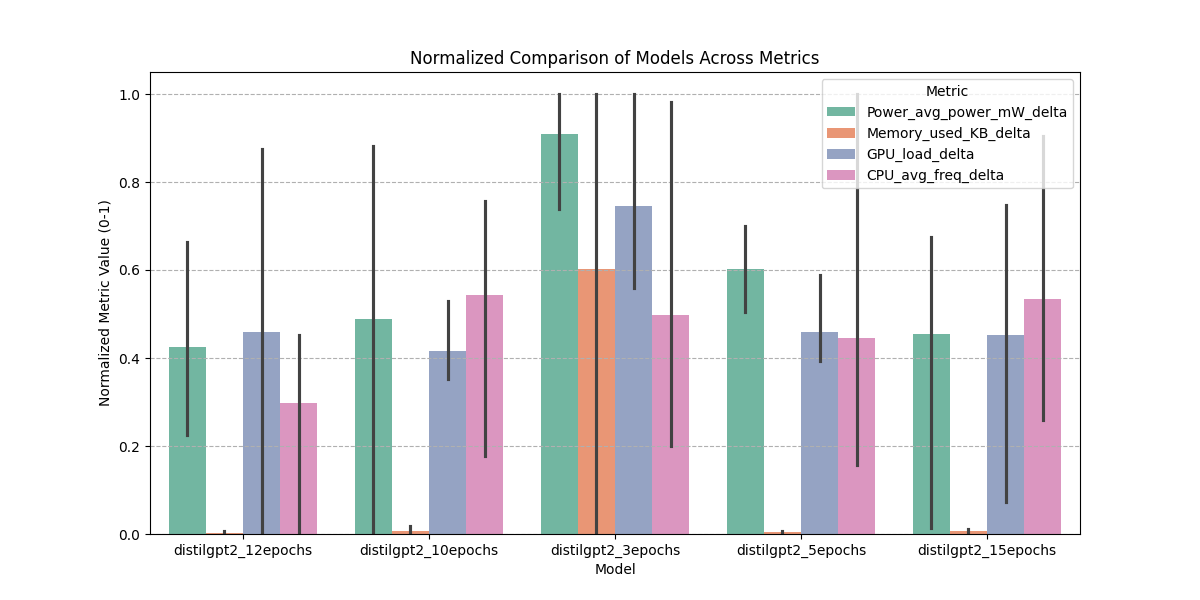 Normalized Comparison of Models Across Metrics
Normalized Metric Value (0-1)
1.0
0.8
0.6
0.4
0.2
0.0
Metric
Power_avg_power_mW_delta
Memory_used_KB_delta
GPU_load_delta
CPU_avg_freq_delta
distilgpt2_12epochs
distilgpt2_10epochs
distilgpt2_3epochs
distilgpt2_5epochs
distilgpt2_15epochs
Model